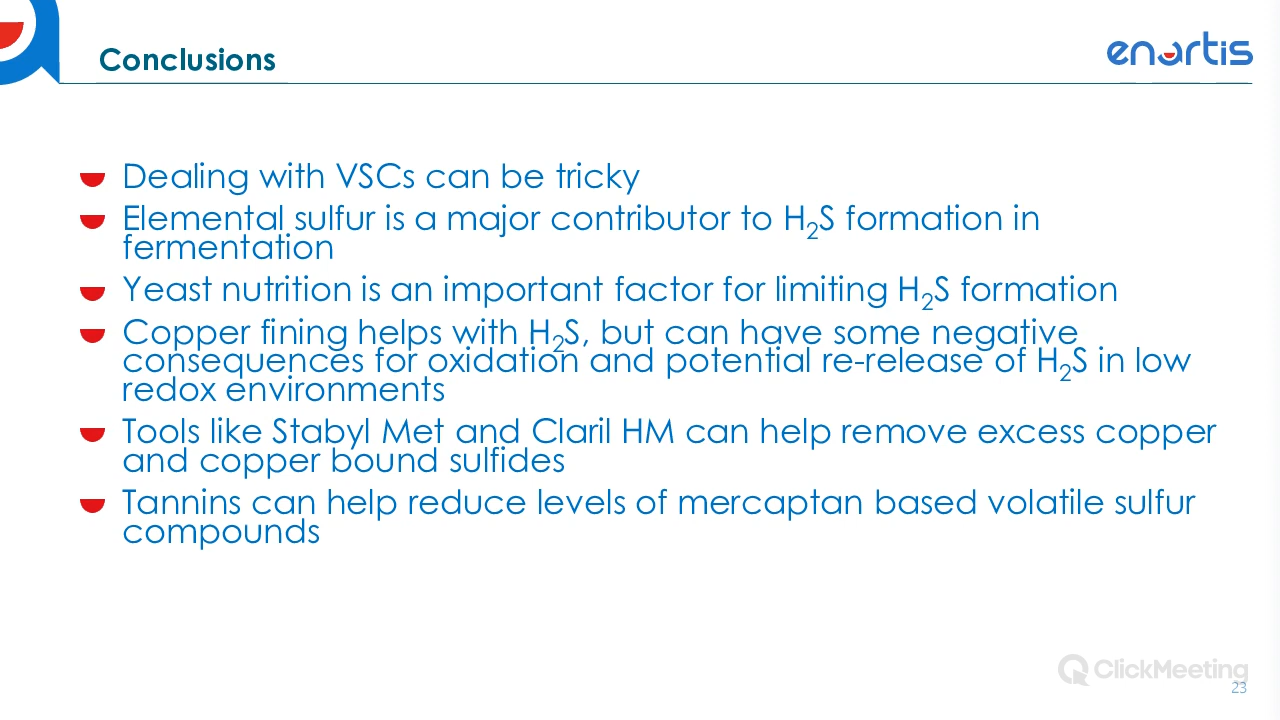 Conclusions
enartis
Dealing with VSCs can be tricky
Elemental sulfur is a major contributor to H₂S formation in
fermentation
Yeast nutrition is an important factor for limiting H₂S formation
Copper fining helps with H₂S, but can have some negative
consequences for oxidation and potential re-release of H₂S in low
redox environments
Tools like Stabyl Met and Claril HM can help remove excess copper
and copper bound sulfides
Tannins can help reduce levels of mercaptan based volatile sulfur
compounds
ClickMeeting
23